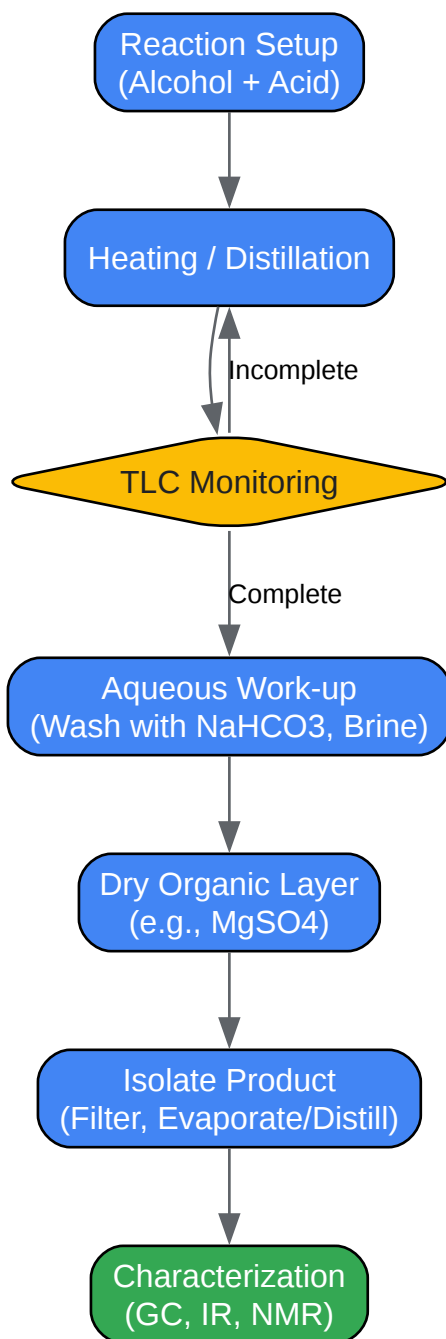 Reaction Setup
(Alcohol + Acid)
Heating / Distillation
Incomplete
TLC Monitoring
Complete
Aqueous Work-up
(Wash with NaHCO3, Brine)
Dry Organic Layer
(e.g., MgSO4)
Isolate Product
(Filter, Evaporate/Distill)
Characterization
(GC, IR, NMR)